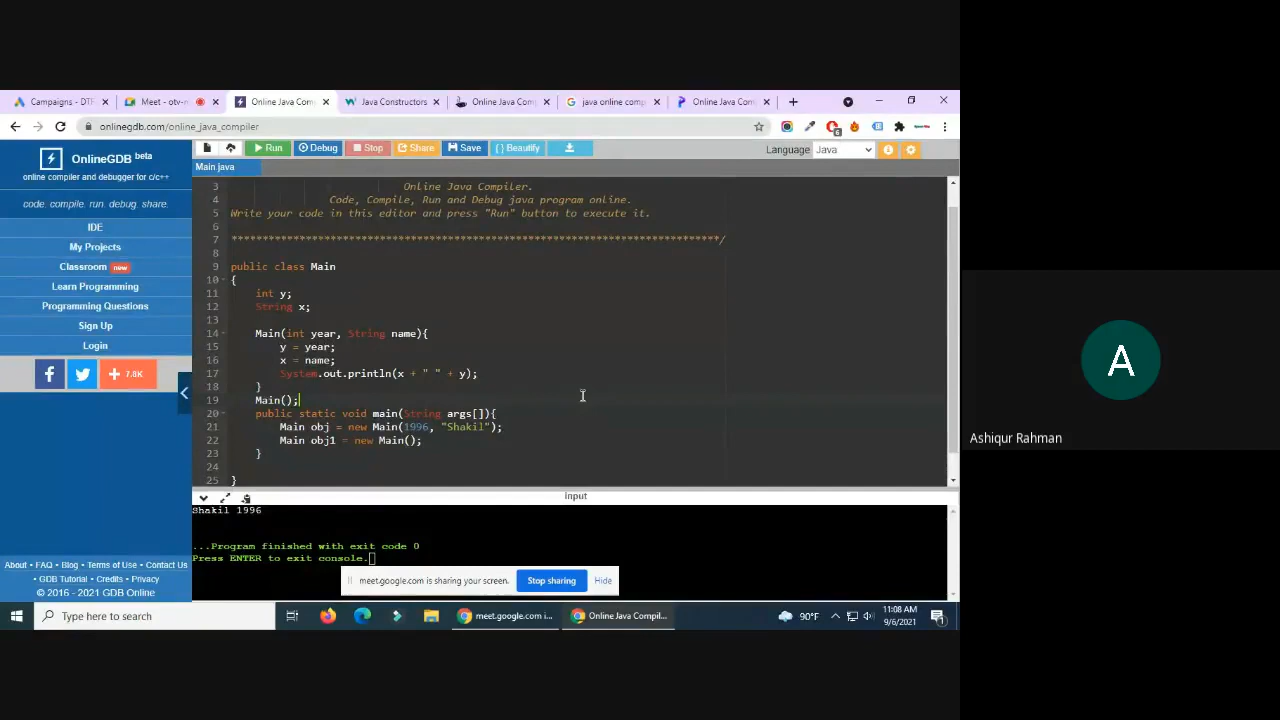 Campaigns - DTF
Meet - otv-n
Online Java Com
Java Constructors
Online Java Com
java online comp
Online Java Com
onlinegdb.com/online_java_compiler
6
OnlineGDB beta
online compiler and debugger for c/c++
code. compile. run. debug. share.
IDE
My Projects
Classroom new
Learn Programming
Programming Questions
Sign Up
Login
7.8K
About • FAQ • Blog • Terms of Use • Contact Us
• GDB Tutorial • Credits • Privacy
© 2016 - 2021 GDB Online
Run Debug Stop Share Save { } Beautify
Language Java
Main.java
3 Online Java Compiler.
4 Code, Compile, Run and Debug java program online.
5 Write your code in this editor and press "Run" button to execute it.
6
7 *******************************************************************************/
8
9 public class Main
10 {
11 int y;
12 String x;
13
14 Main(int year, String name){
15 y = year;
16 x = name;
17 System.out.println(x + " " + y);
18 }
19 Main();
20 public static void main(String args[]){
21 Main obj = new Main(1996, "Shakil");
22 Main obj1 = new Main();
23 }
24
25 }
input
Shakil 1996
...Program finished with exit code 0
Press ENTER to exit console.
meet.google.com is sharing your screen. Stop sharing Hide
Type here to search
meet.google.com i...
Online Java Compil...
90°F
11:08 AM
9/6/2021
1
A
Ashiqur Rahman